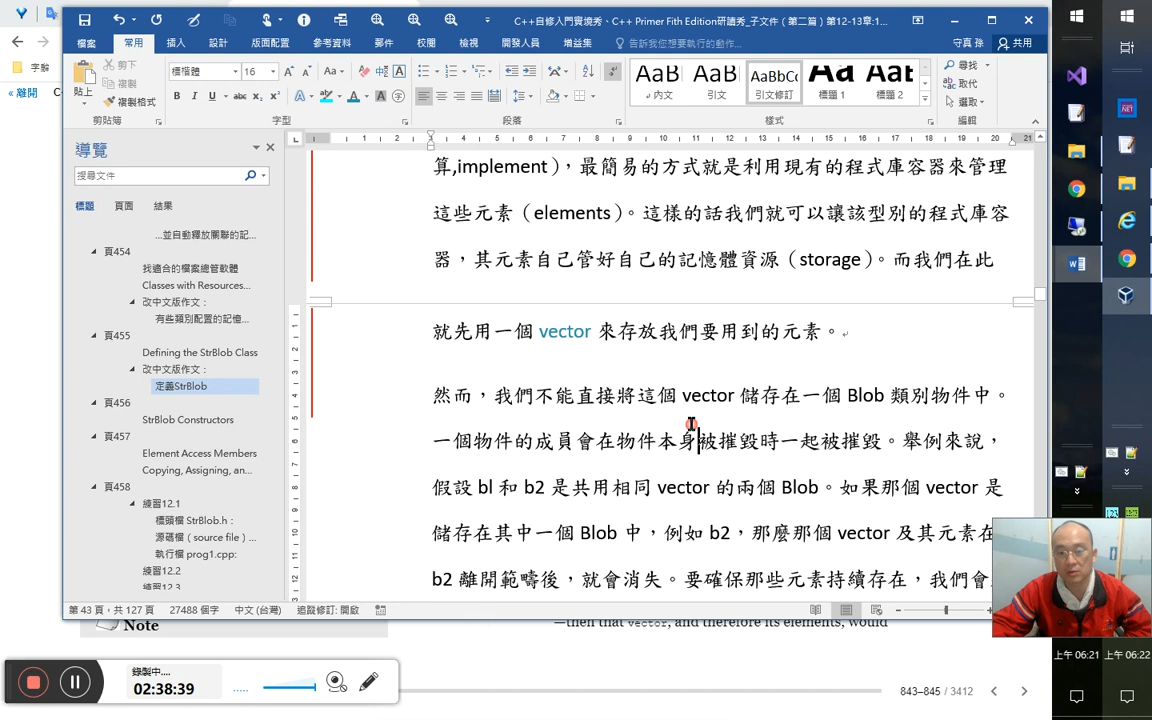 C++自修入門實境秀、C++ Primer Fith Edition研讀秀_子文件（第二篇）第12-13章:1...
檔案 常用 插入 設計 版面配置 參考資料 郵件 校閱 檢視 開發人員 增益集 告訴我您想要執行的動作... 守真 孫 共用
字齡
« 離開
貼上
剪下
複製
複製格式
剪貼簿
標楷體 16
字型
段落
AaBbC AaBbC AaBbCc Aa AaB
內文 引文 引文修訂 標題 1 標題 2
樣式
尋找
取代
選取
編輯
導覽
搜尋文件
標題 頁面 結果
...並自動釋放關聯的記...
頁454
找適合的檔案總管軟體
Classes with Resources...
改中文版作文：
有些類別配置的記憶...
頁455
Defining the StrBlob Class
改中文版作文：
定義StrBlob
頁456
StrBlob Constructors
頁457
Element Access Members
Copying, Assigning, an...
頁458
練習12.1
標頭檔 StrBlob.h：
源碼檔（source file）...
執行檔 prog1.cpp:
練習12.2
練習12.3
算,implement），最簡易的方式就是利用現有的程式庫容器來管理
這些元素（elements）。這樣的話我們就可以讓該型別的程式庫容
器，其元素自己管好自己的記憶體資源（storage）。而我們在此
就先用一個 vector 來存放我們要用到的元素。
然而，我們不能直接將這個 vector 儲存在一個 Blob 類別物件中。
一個物件的成員會在物件本身被摧毀時一起被摧毀。舉例來說，
假設 bl 和 b2 是共用相同 vector 的兩個 Blob。如果那個 vector 是
儲存在其中一個 Blob 中，例如 b2，那麼那個 vector 及其元素在
b2 離開範疇後，就會消失。要確保那些元素持續存在，我們會
第 43 頁，共 127 頁 27488 個字 中文 (台灣) 追蹤修訂: 開啟
Note
—then that vector, and therefore its elements, would
錄製中...
02:38:39
843–845 / 3412
上午 06:21 上午 06:22